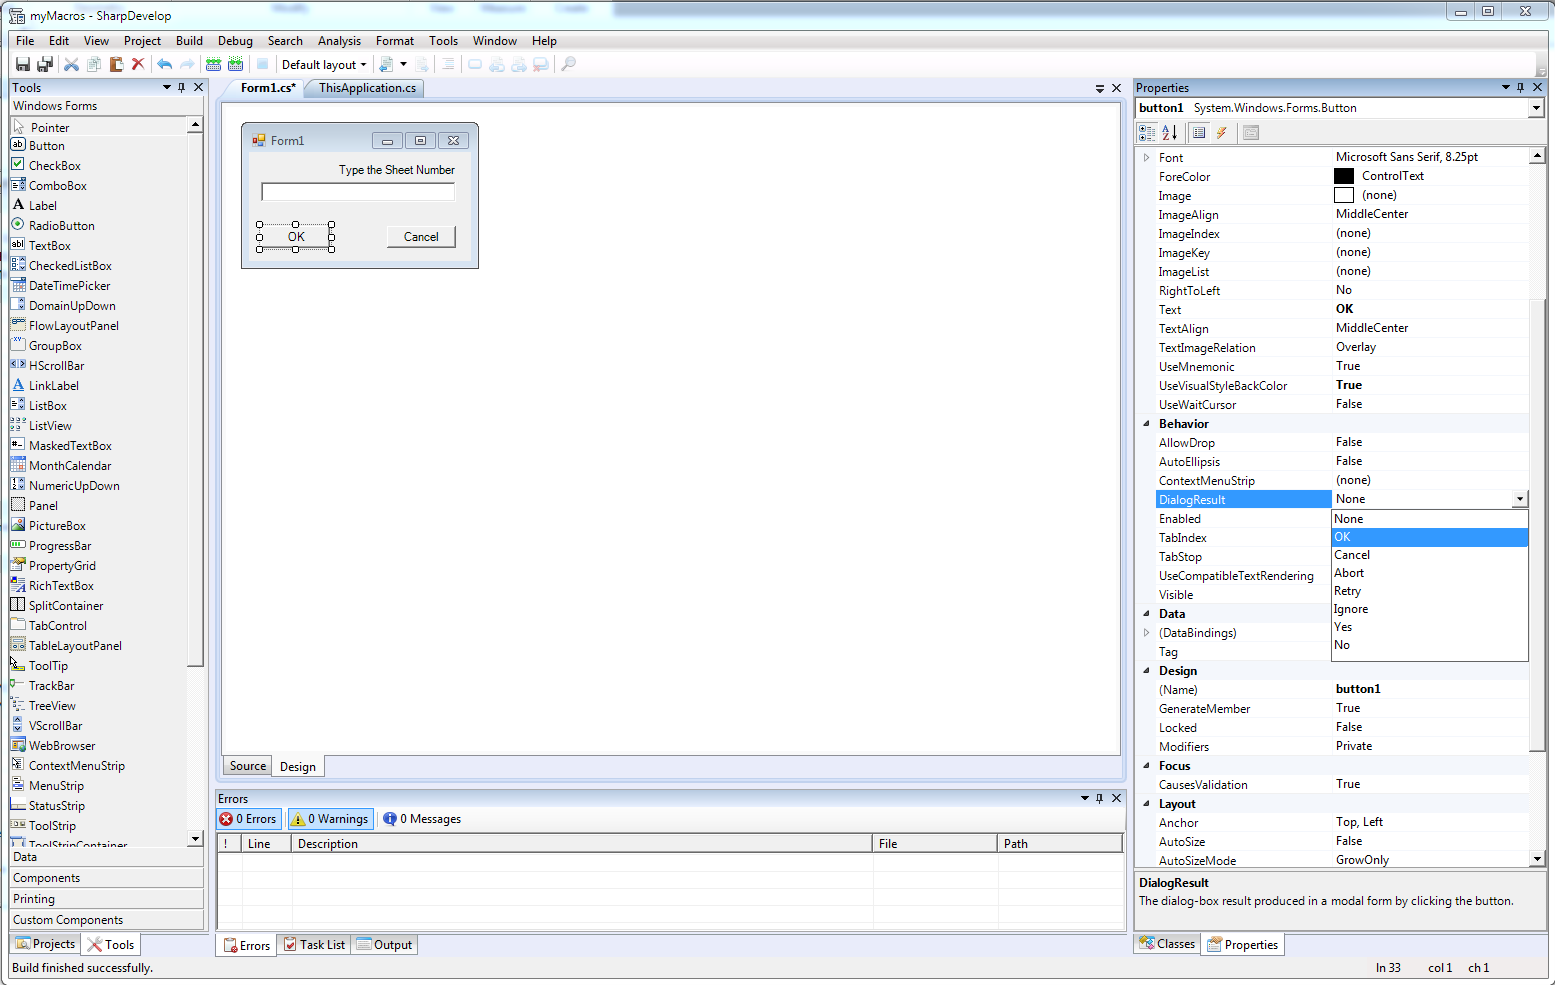 myMacros - SharpDevelop
File Edit View Project Build Debug Search Analysis Format Tools Window Help
Default layout
Tools
Windows Forms
Pointer
Button
CheckBox
ComboBox
Label
RadioButton
TextBox
CheckedListBox
DateTimePicker
DomainUpDown
FlowLayoutPanel
GroupBox
HScrollBar
LinkLabel
ListBox
ListView
MaskedTextBox
MonthCalendar
NumericUpDown
Panel
PictureBox
ProgressBar
PropertyGrid
RichTextBox
SplitContainer
TabControl
TableLayoutPanel
ToolTip
TrackBar
TreeView
VScrollBar
WebBrowser
ContextMenuStrip
MenuStrip
StatusStrip
ToolStrip
ToolStripContainer
Data
Components
Printing
Custom Components
Projects Tools
Form1.cs* ThisApplication.cs
Form1
Type the Sheet Number
OK Cancel
Source Design
Errors
0 Errors 0 Warnings 0 Messages
! Line Description File Path
Errors Task List Output
Properties
button1 System.Windows.Forms.Button
Font Microsoft Sans Serif, 8.25pt
ForeColor ControlText
Image (none)
ImageAlign MiddleCenter
ImageIndex (none)
ImageKey (none)
ImageList (none)
RightToLeft No
Text OK
TextAlign MiddleCenter
TextImageRelation Overlay
UseMnemonic True
UseVisualStyleBackColor True
UseWaitCursor False
Behavior
AllowDrop False
AutoEllipsis False
ContextMenuStrip (none)
DialogResult None
Enabled
TabIndex
TabStop
UseCompatibleTextRendering
Visible
None
OK
Cancel
Abort
Retry
Ignore
Yes
No
Data
(DataBindings)
Tag
Design
(Name) button1
GenerateMember True
Locked False
Modifiers Private
Focus
CausesValidation True
Layout
Anchor Top, Left
AutoSize False
AutoSizeMode GrowOnly
DialogResult
The dialog-box result produced in a modal form by clicking the button.
Classes Properties
Build finished successfully.
ln 33 col 1 ch 1